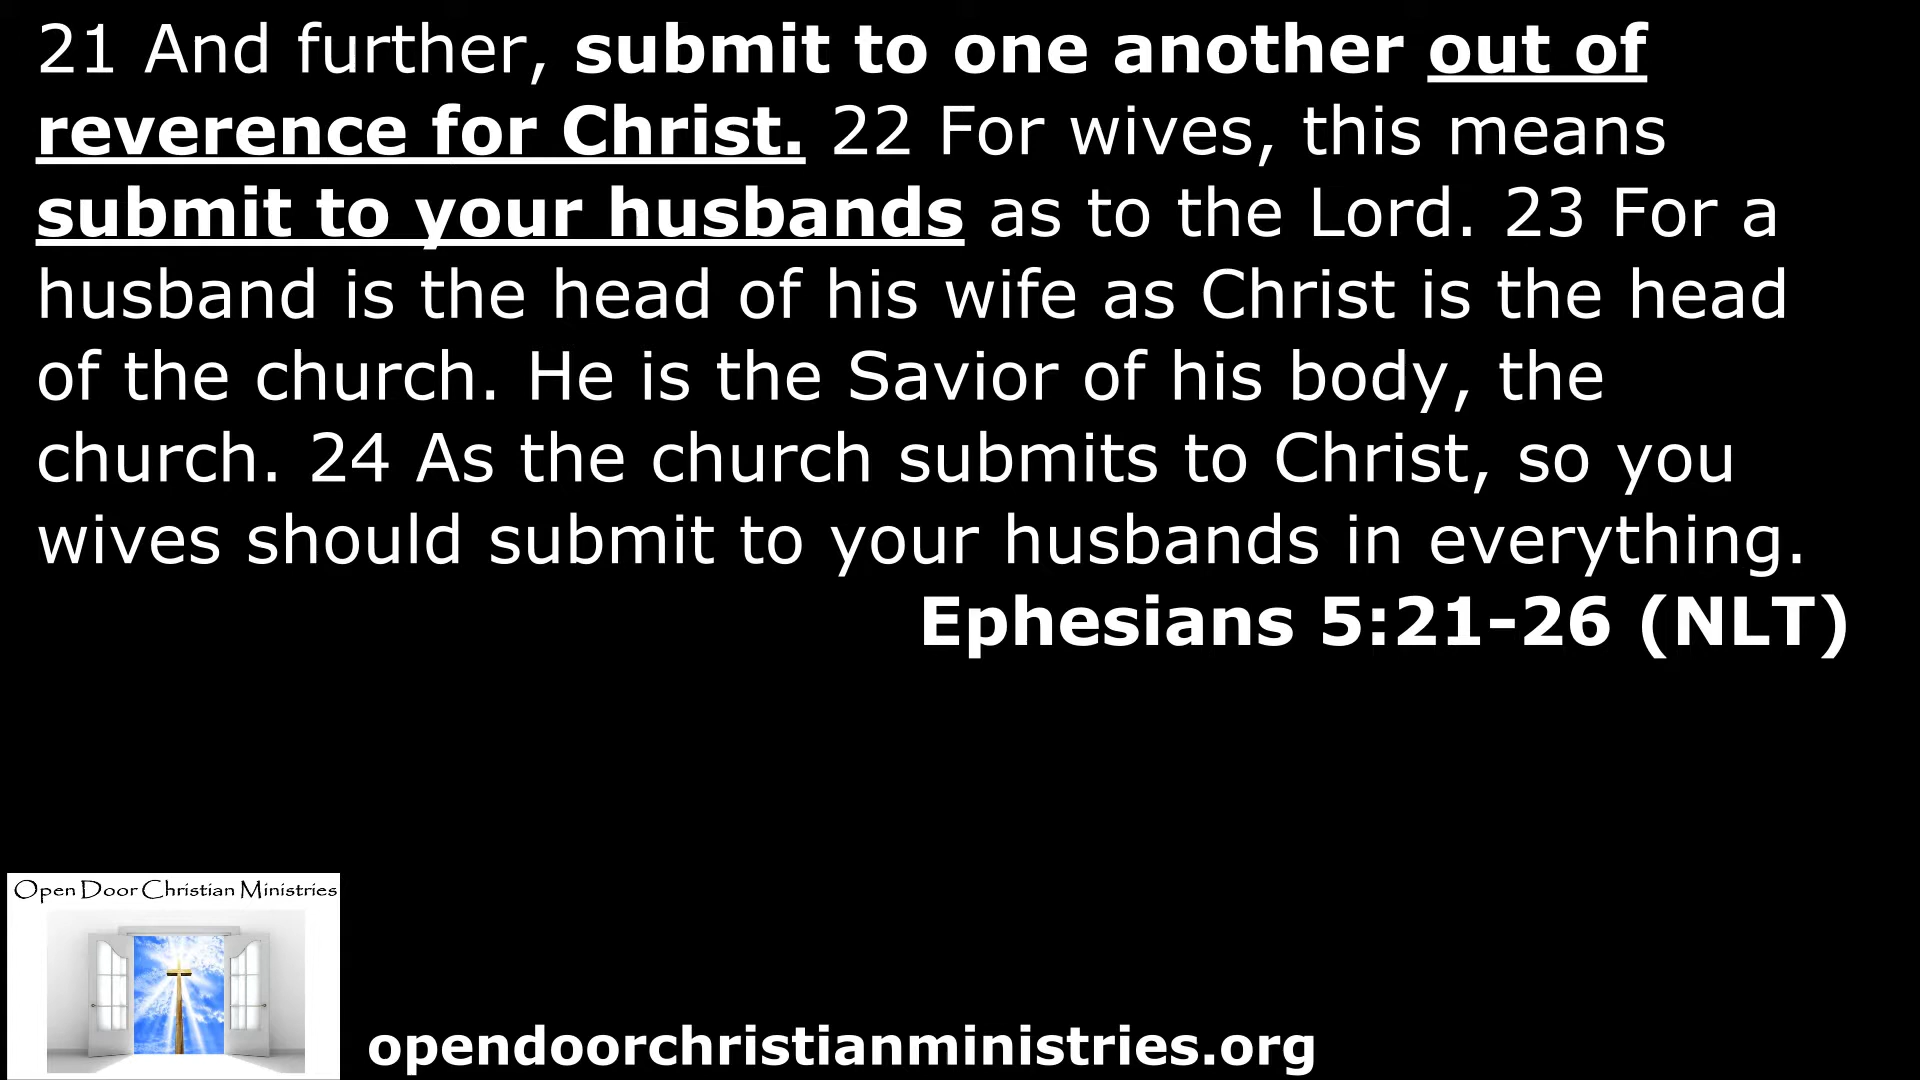 21 And further, submit to one another out of
reverence for Christ. 22 For wives, this means
submit to your husbands as to the Lord. 23 For a
husband is the head of his wife as Christ is the head
of the church. He is the Savior of his body, the
church. 24 As the church submits to Christ, so you
wives should submit to your husbands in everything.
Ephesians 5:21-26 (NLT)
Open Door Christian Ministries
opendoorchristianministries.org